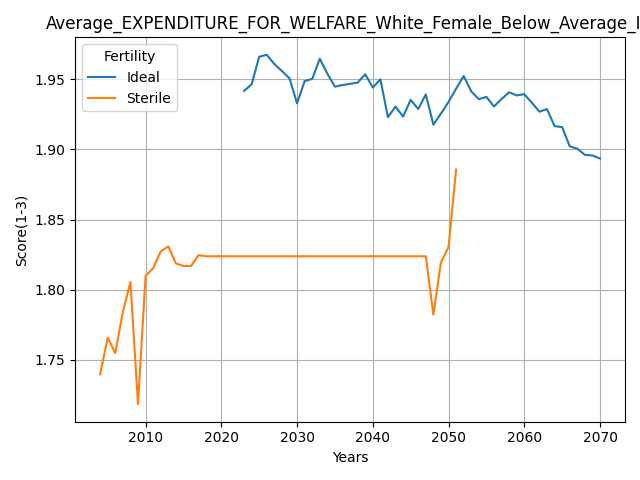 Average_EXPENDITURE_FOR_WELFARE_White_Female_Below_Average_I
Fertility
Ideal
Sterile
Score(1-3)
1.95
1.90
1.85
1.80
1.75
2010 2020 2030 2040 2050 2060 2070
Years